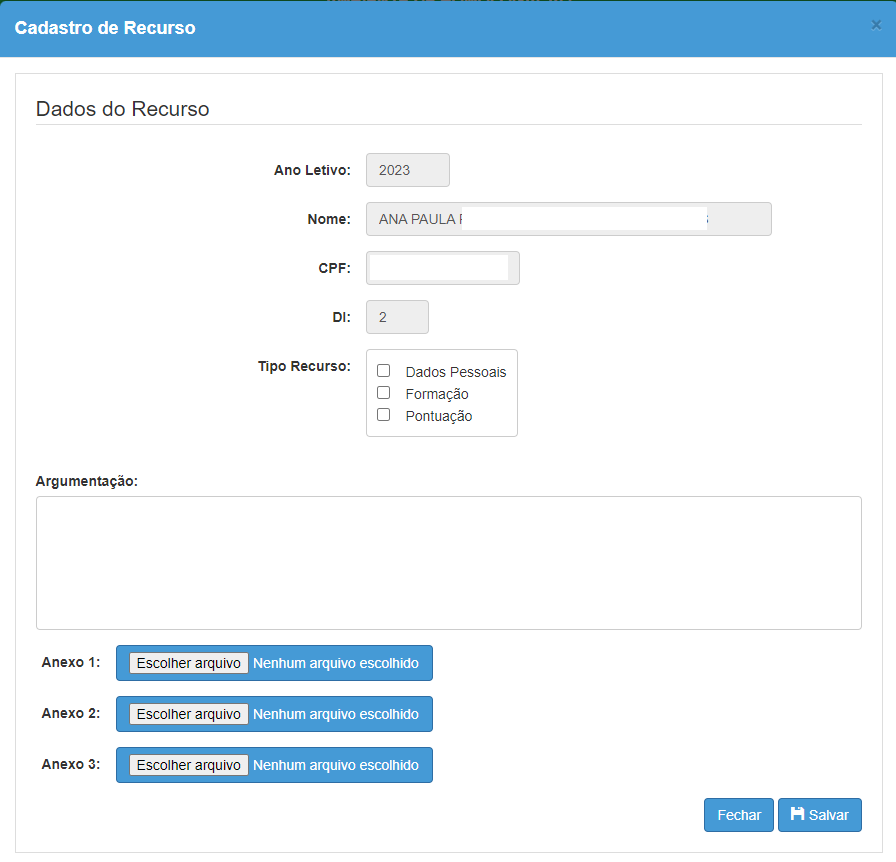 Cadastro de Recurso ×
Dados do Recurso
Ano Letivo: 2023
Nome: ANA PAULA
CPF:
DI: 2
Tipo Recurso:
Dados Pessoais
Formação
Pontuação
Argumentação:
Anexo 1: Escolher arquivo Nenhum arquivo escolhido
Anexo 2: Escolher arquivo Nenhum arquivo escolhido
Anexo 3: Escolher arquivo Nenhum arquivo escolhido
Fechar Salvar